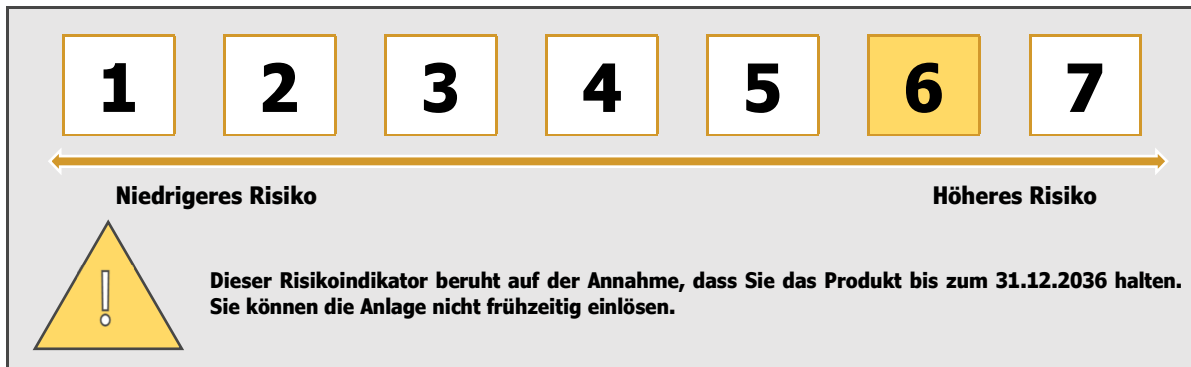 1 2 3 4 5 6 7
Niedrigeres Risiko Höheres Risiko
!
Dieser Risikoindikator beruht auf der Annahme, dass Sie das Produkt bis zum 31.12.2036 halten.
Sie können die Anlage nicht frühzeitig einlösen.